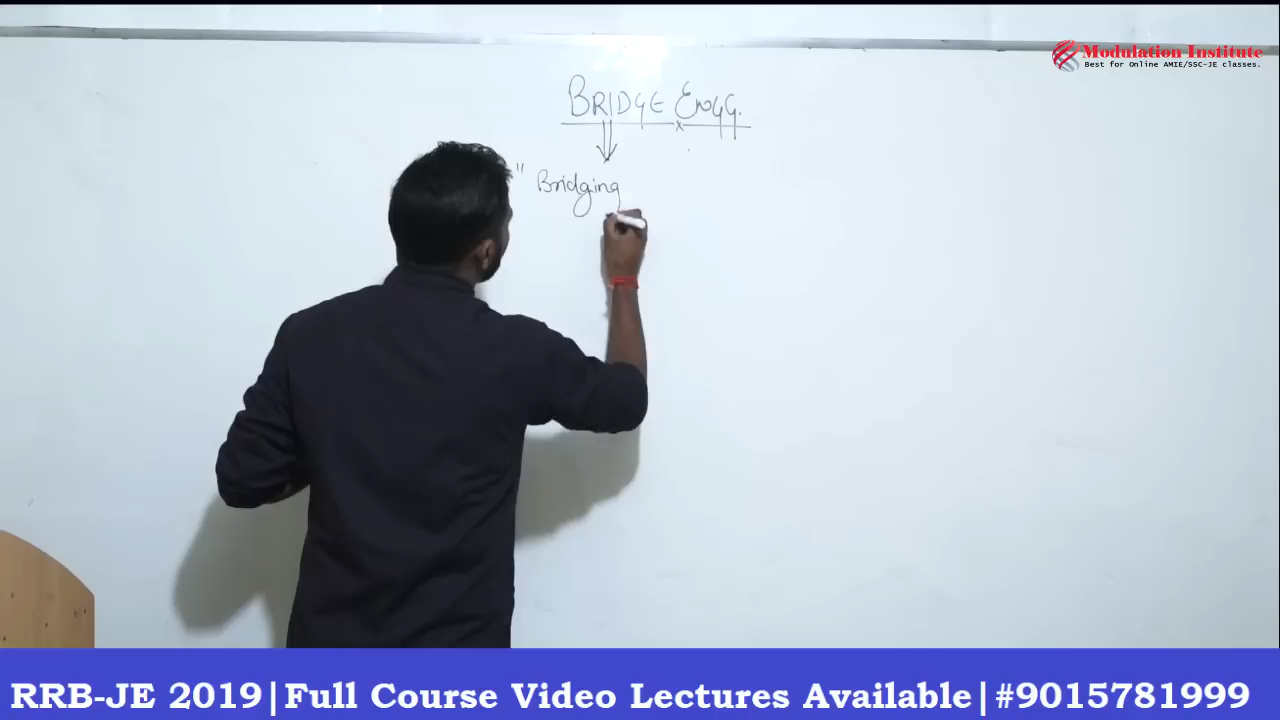 Modulation Institute
Best for Online AMIE/SSC-JE classes.
BRIDGE Engg.
" Bridging
RRB-JE 2019|Full Course Video Lectures Available|#9015781999